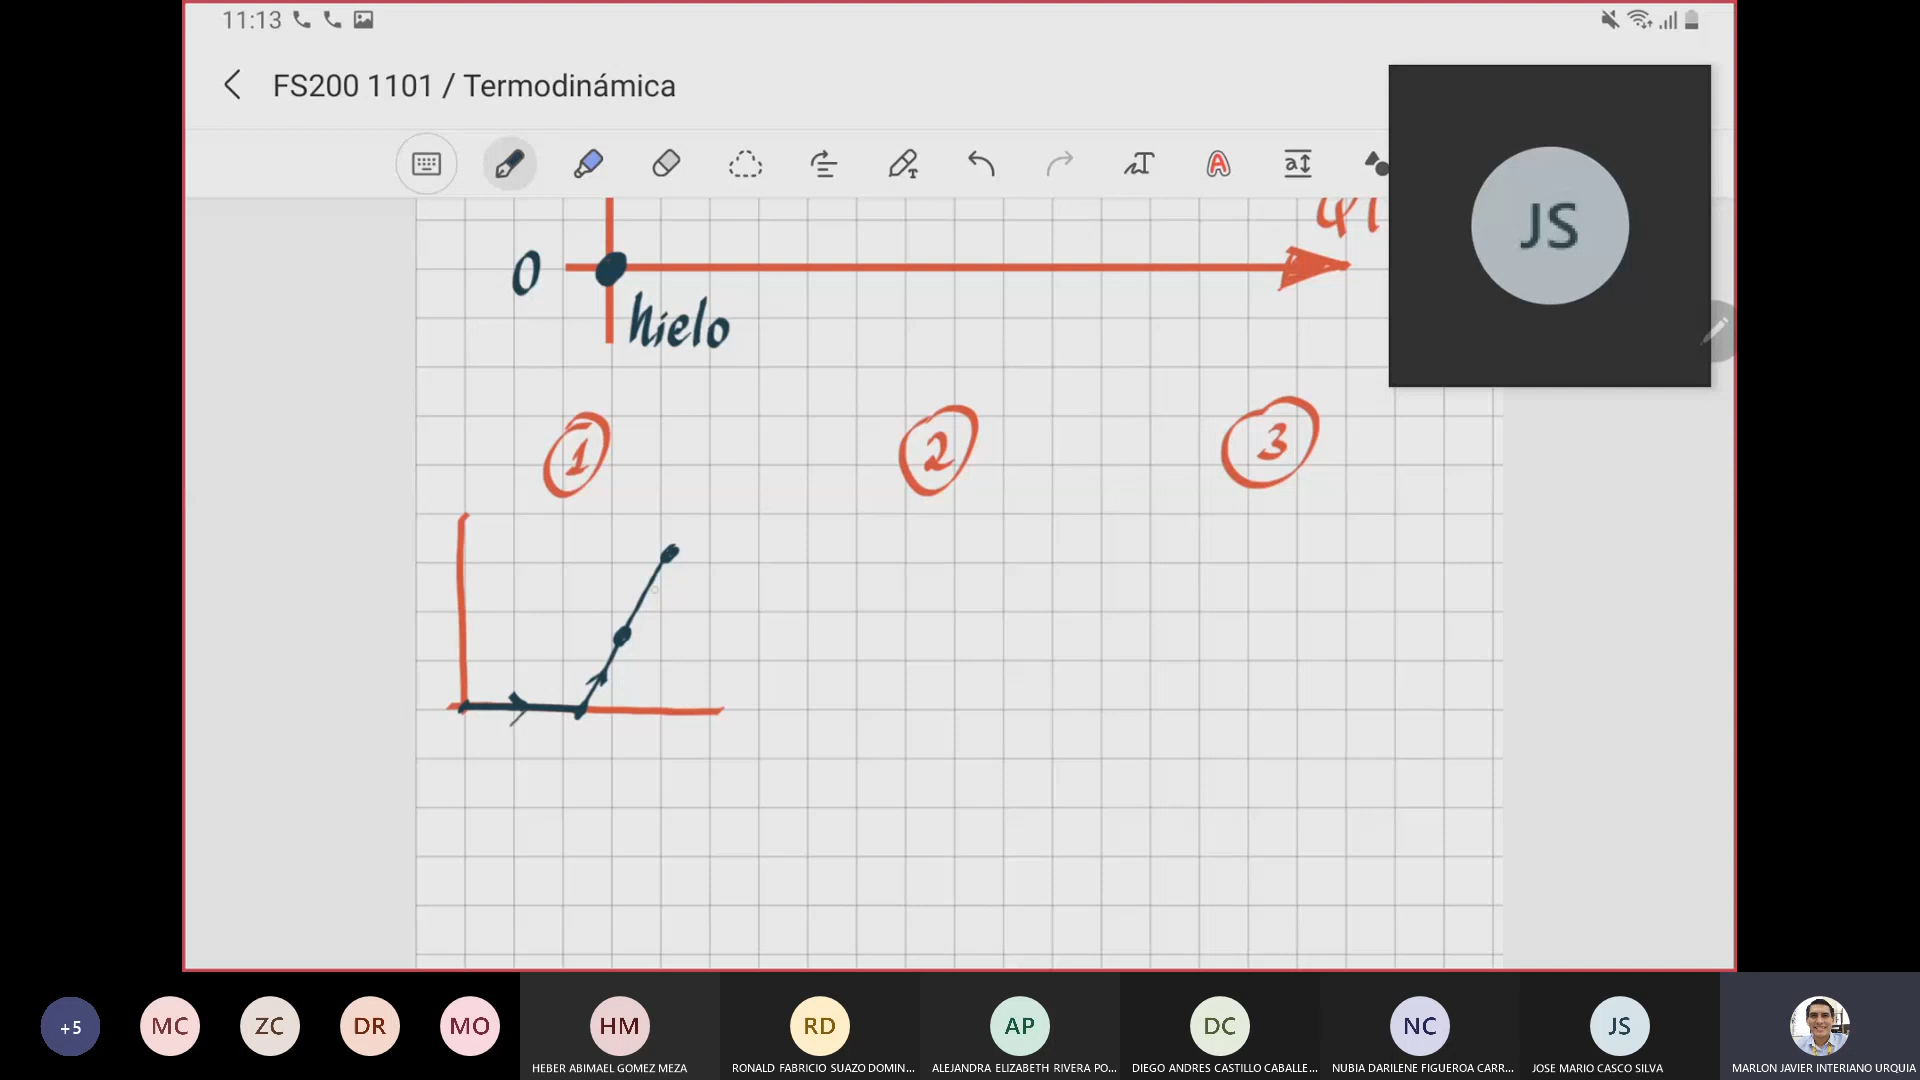 11:13
FS200 1101 / Termodinámica
JS
0
hielo
1
2
3
+5
MC
ZC
DR
MO
HM
RD
AP
DC
NC
JS
HEBER ABIMAEL GOMEZ MEZA
RONALD FABRICIO SUAZO DOMIN...
ALEJANDRA ELIZABETH RIVERA PO...
DIEGO ANDRES CASTILLO CABALLE...
NUBIA DARILENE FIGUEROA CARR...
JOSE MARIO CASCO SILVA
MARLON JAVIER INTERIANO URQUIA